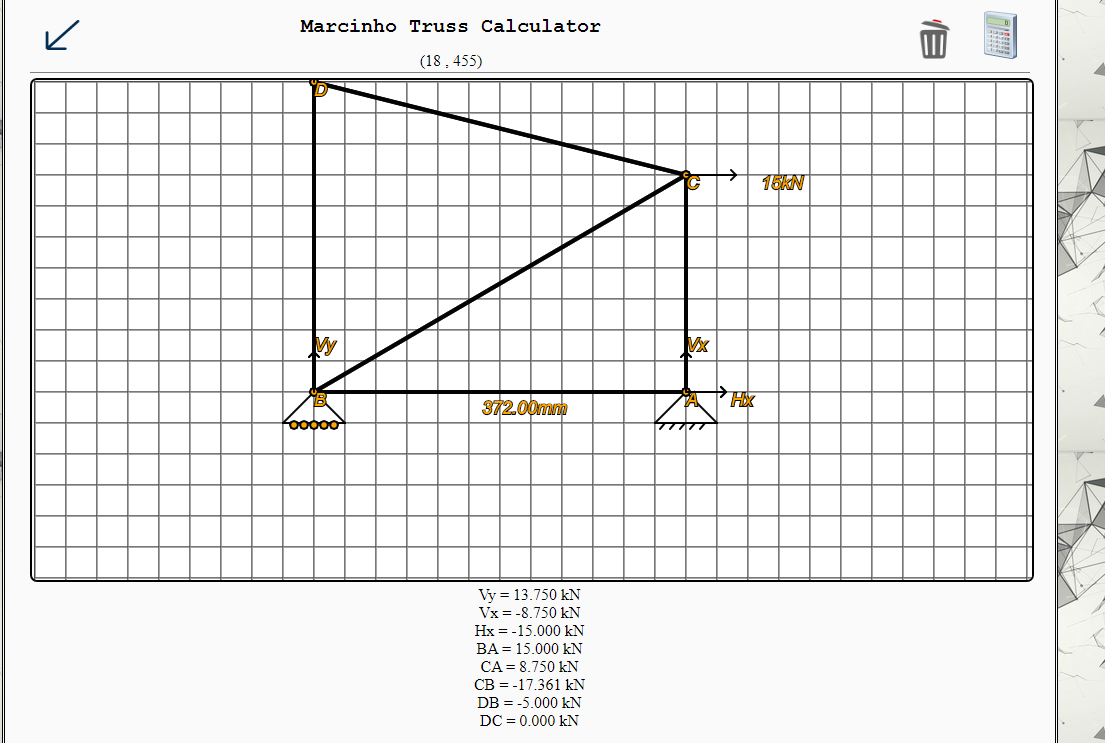 Marcinho Truss Calculator
(18 , 455)
D
C
15kN
Vy
Vx
B
372.00mm
A
Hx
Vy = 13.750 kN
Vx = -8.750 kN
Hx = -15.000 kN
BA = 15.000 kN
CA = 8.750 kN
CB = -17.361 kN
DB = -5.000 kN
DC = 0.000 kN